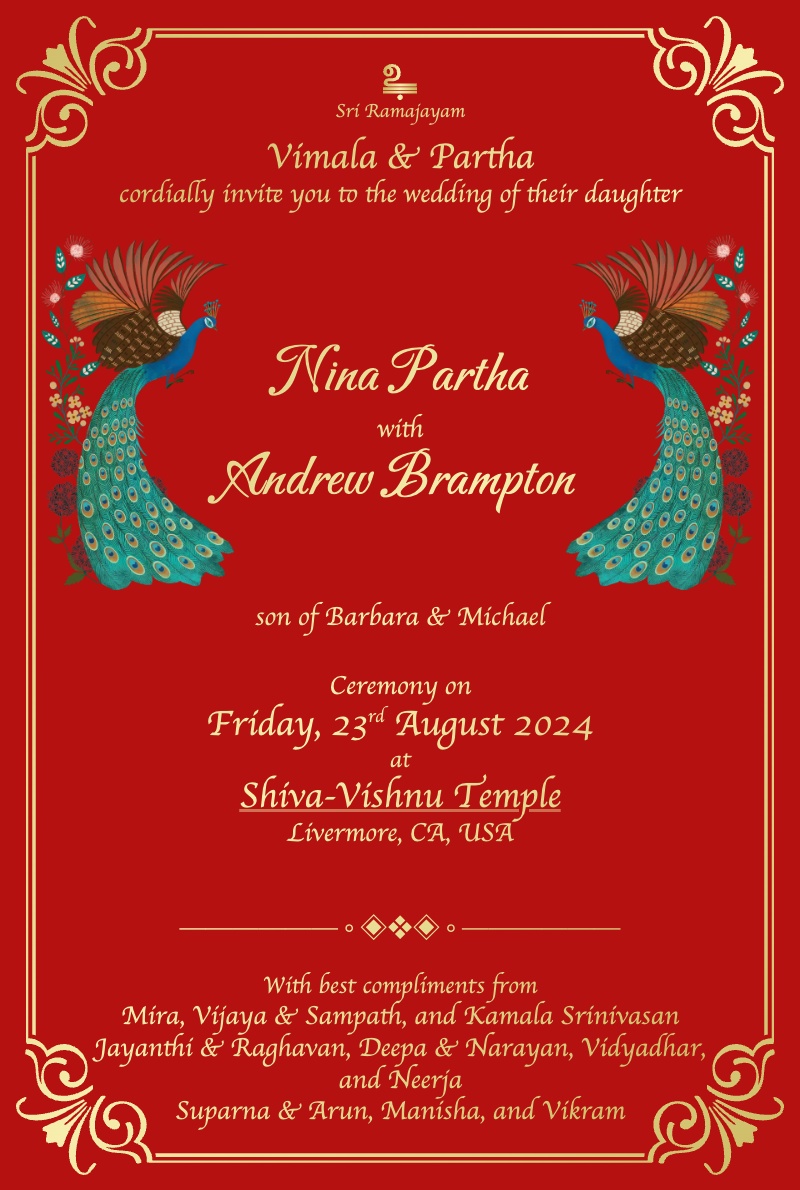 உ
Sri Ramajayam
Vimala & Partha
cordially invite you to the wedding of their daughter
Nina Partha
with
Andrew Brampton
son of Barbara & Michael
Ceremony on
Friday, 23rd August 2024
at
Shiva-Vishnu Temple
Livermore, CA, USA
With best compliments from
Mira, Vijaya & Sampath, and Kamala Srinivasan
Jayanthi & Raghavan, Deepa & Narayan, Vidyadhar,
and Neerja
Suparna & Arun, Manisha, and Vikram